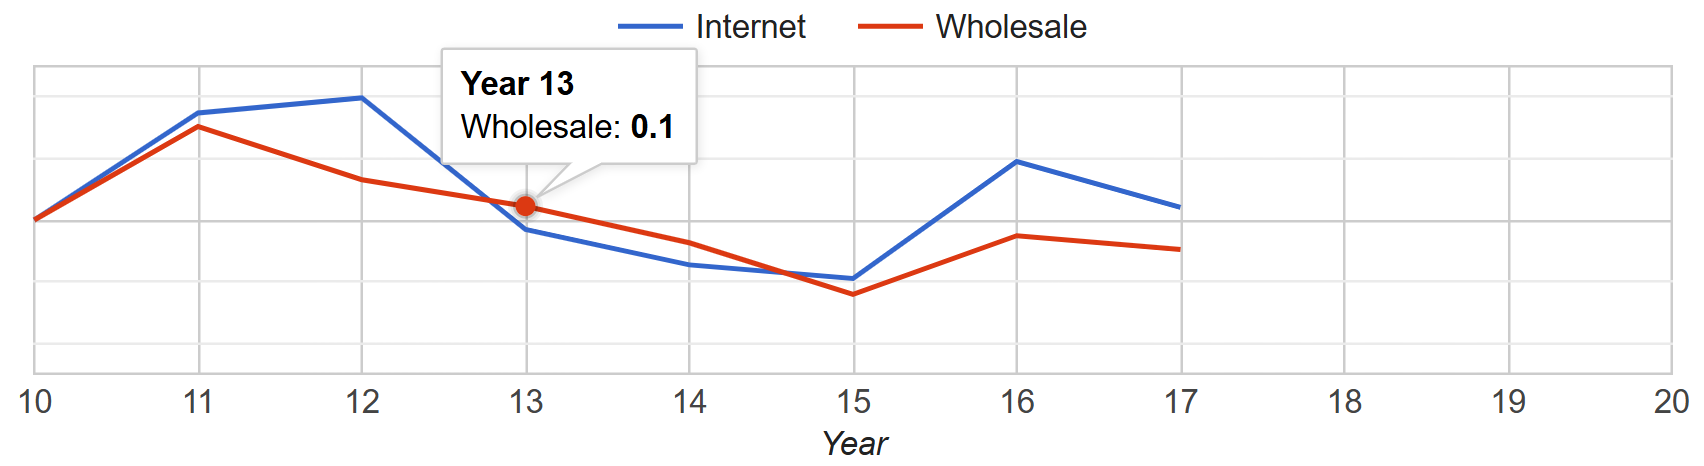 Internet Wholesale
Year 13
Wholesale: 0.1
10 11 12 13 14 15 16 17 18 19 20
Year